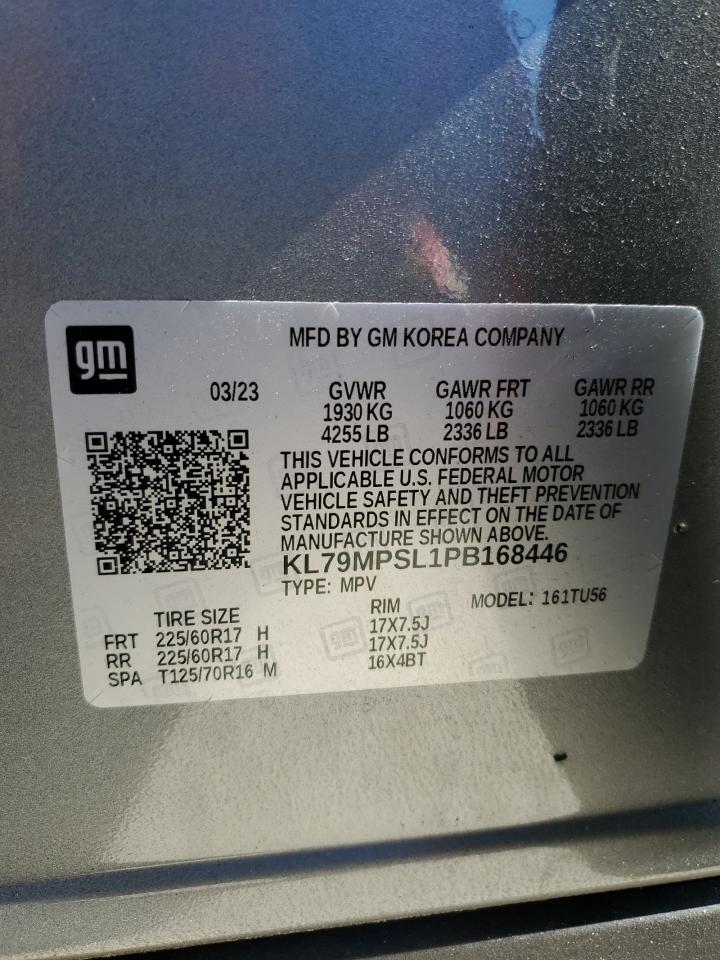 gm
MFD BY GM KOREA COMPANY
03/23 GVWR GAWR FRT GAWR RR
1930 KG 1060 KG 1060 KG
4255 LB 2336 LB 2336 LB
THIS VEHICLE CONFORMS TO ALL
APPLICABLE U.S. FEDERAL MOTOR
VEHICLE SAFETY AND THEFT PREVENTION
STANDARDS IN EFFECT ON THE DATE OF
MANUFACTURE SHOWN ABOVE.
KL79MPSL1PB168446
TYPE: MPV MODEL: 161TU56
TIRE SIZE RIM
FRT 225/60R17 H 17X7.5J
RR 225/60R17 H 17X7.5J
SPA T125/70R16 M 16X4BT